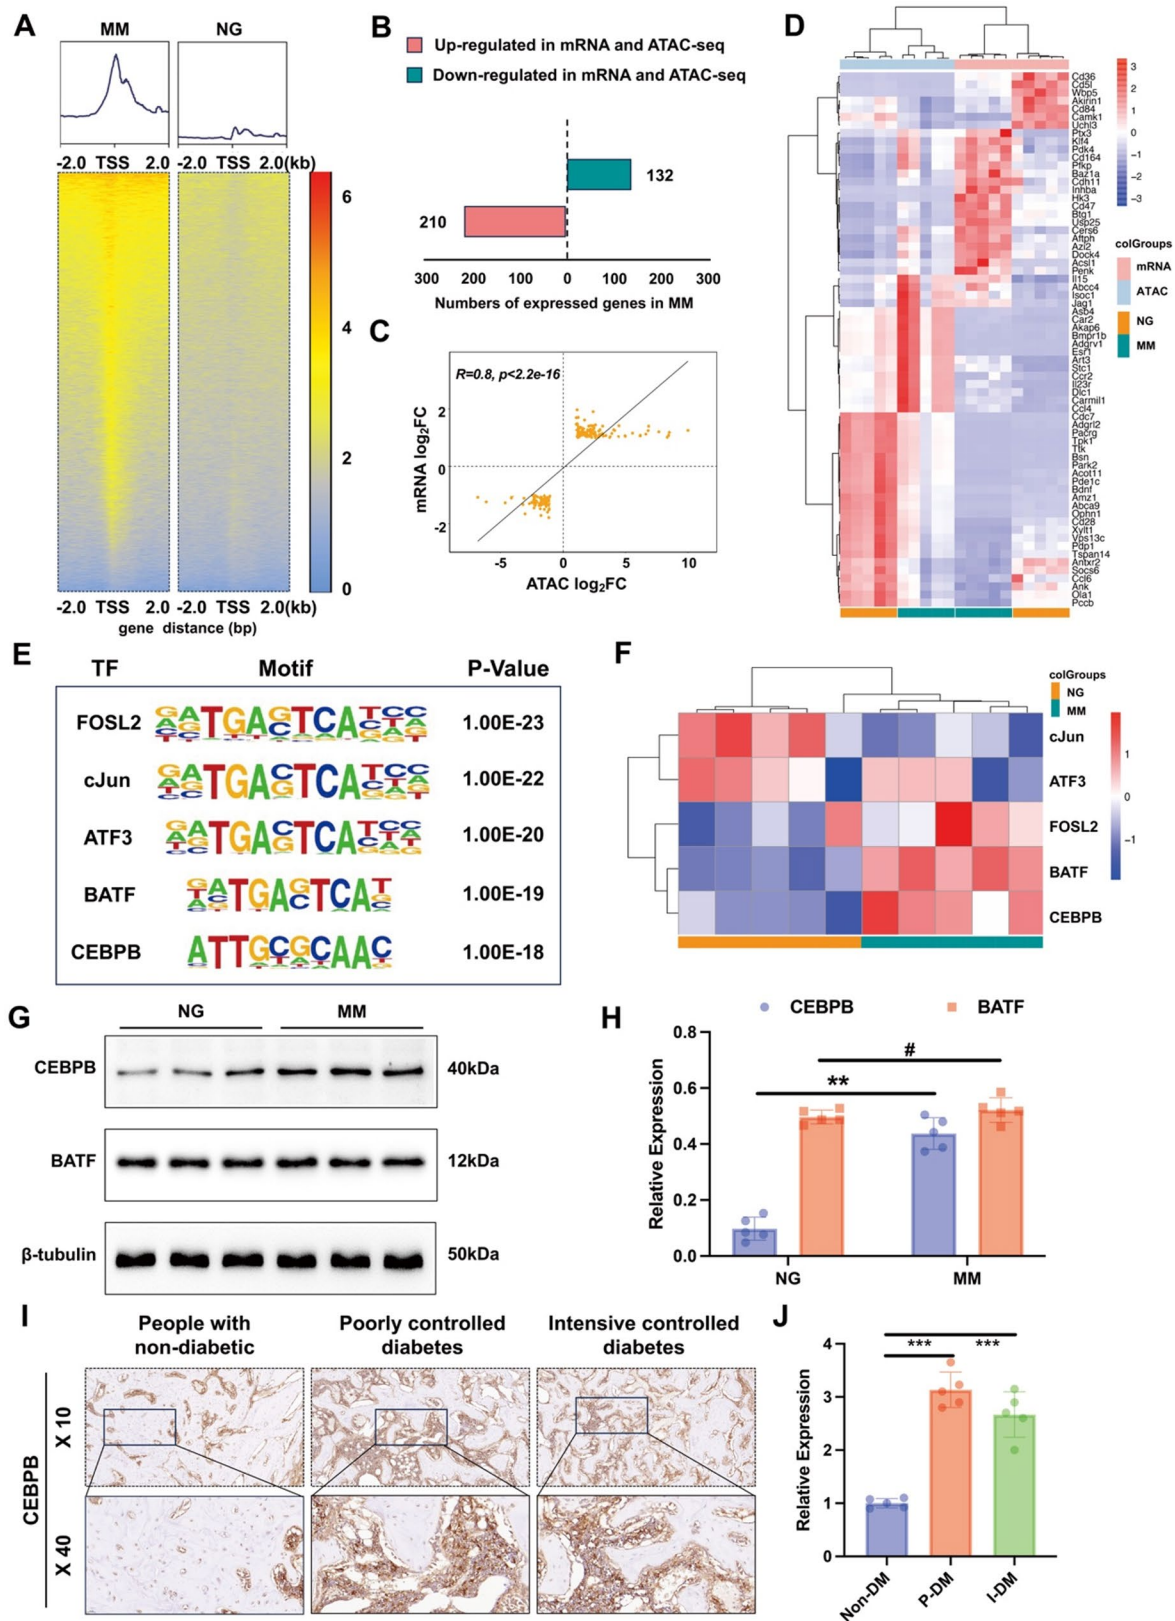 A
MM
NG
-2.0 TSS 2.0
-2.0 TSS 2.0(kb)
6
4
2
0
-2.0 TSS 2.0
-2.0 TSS 2.0(kb)
gene distance (bp)
B
Up-regulated in mRNA and ATAC-seq
Down-regulated in mRNA and ATAC-seq
132
210
300 200 100 0 100 200 300
Numbers of expressed genes in MM
C
R=0.8, p<2.2e-16
mRNA log2FC
2
0
-2
-5 0 5 10
ATAC log2FC
D
Cd36
Cd5l
Wbp5
Akirin1
Cd84
Camk1
Uchl3
Ptx3
Klf4
Pdk4
Cd164
Pfkp
Baz1a
Cdh11
Inhba
Hk3
Cd47
Btg1
Usp25
Cers6
Aftph
Azi2
Dock4
Acsl1
Penk
Il15
Abcc4
Isoc1
Jag1
Asb4
Car2
Akap6
Bmpr1b
Adgrv1
Esr1
Art3
Stc1
Ccr2
Il23r
Dlc1
Carmil1
Ccl4
Cdc7
Adgrl2
Pacrg
Tpk1
Ttk
Bsn
Park2
Acot11
Pde1c
Bdnf
Amz1
Abca9
Ophn1
Cd28
Xylt1
Vps13c
Pdp1
Tspan14
Antxr2
Socs6
Ccl6
Ank
Ola1
Pccb
3
2
1
0
−1
−2
−3
colGroups
mRNA
ATAC
NG
MM
E
TF Motif P-Value
FOSL2 1.00E-23
cJun 1.00E-22
ATF3 1.00E-20
BATF 1.00E-19
CEBPB 1.00E-18
F
colGroups
NG
MM
cJun
ATF3
FOSL2
BATF
CEBPB
1
0
−1
G
NG MM
CEBPB 40kDa
BATF 12kDa
β-tubulin 50kDa
H
CEBPB BATF
Relative Expression
0.8
0.6
0.4
0.2
0.0
#
**
NG MM
I
People with
non-diabetic
Poorly controlled
diabetes
Intensive controlled
diabetes
CEBPB
X 10
X 40
J
Relative Expression
4
3
2
1
0
*** ***
Non-DM P-DM I-DM